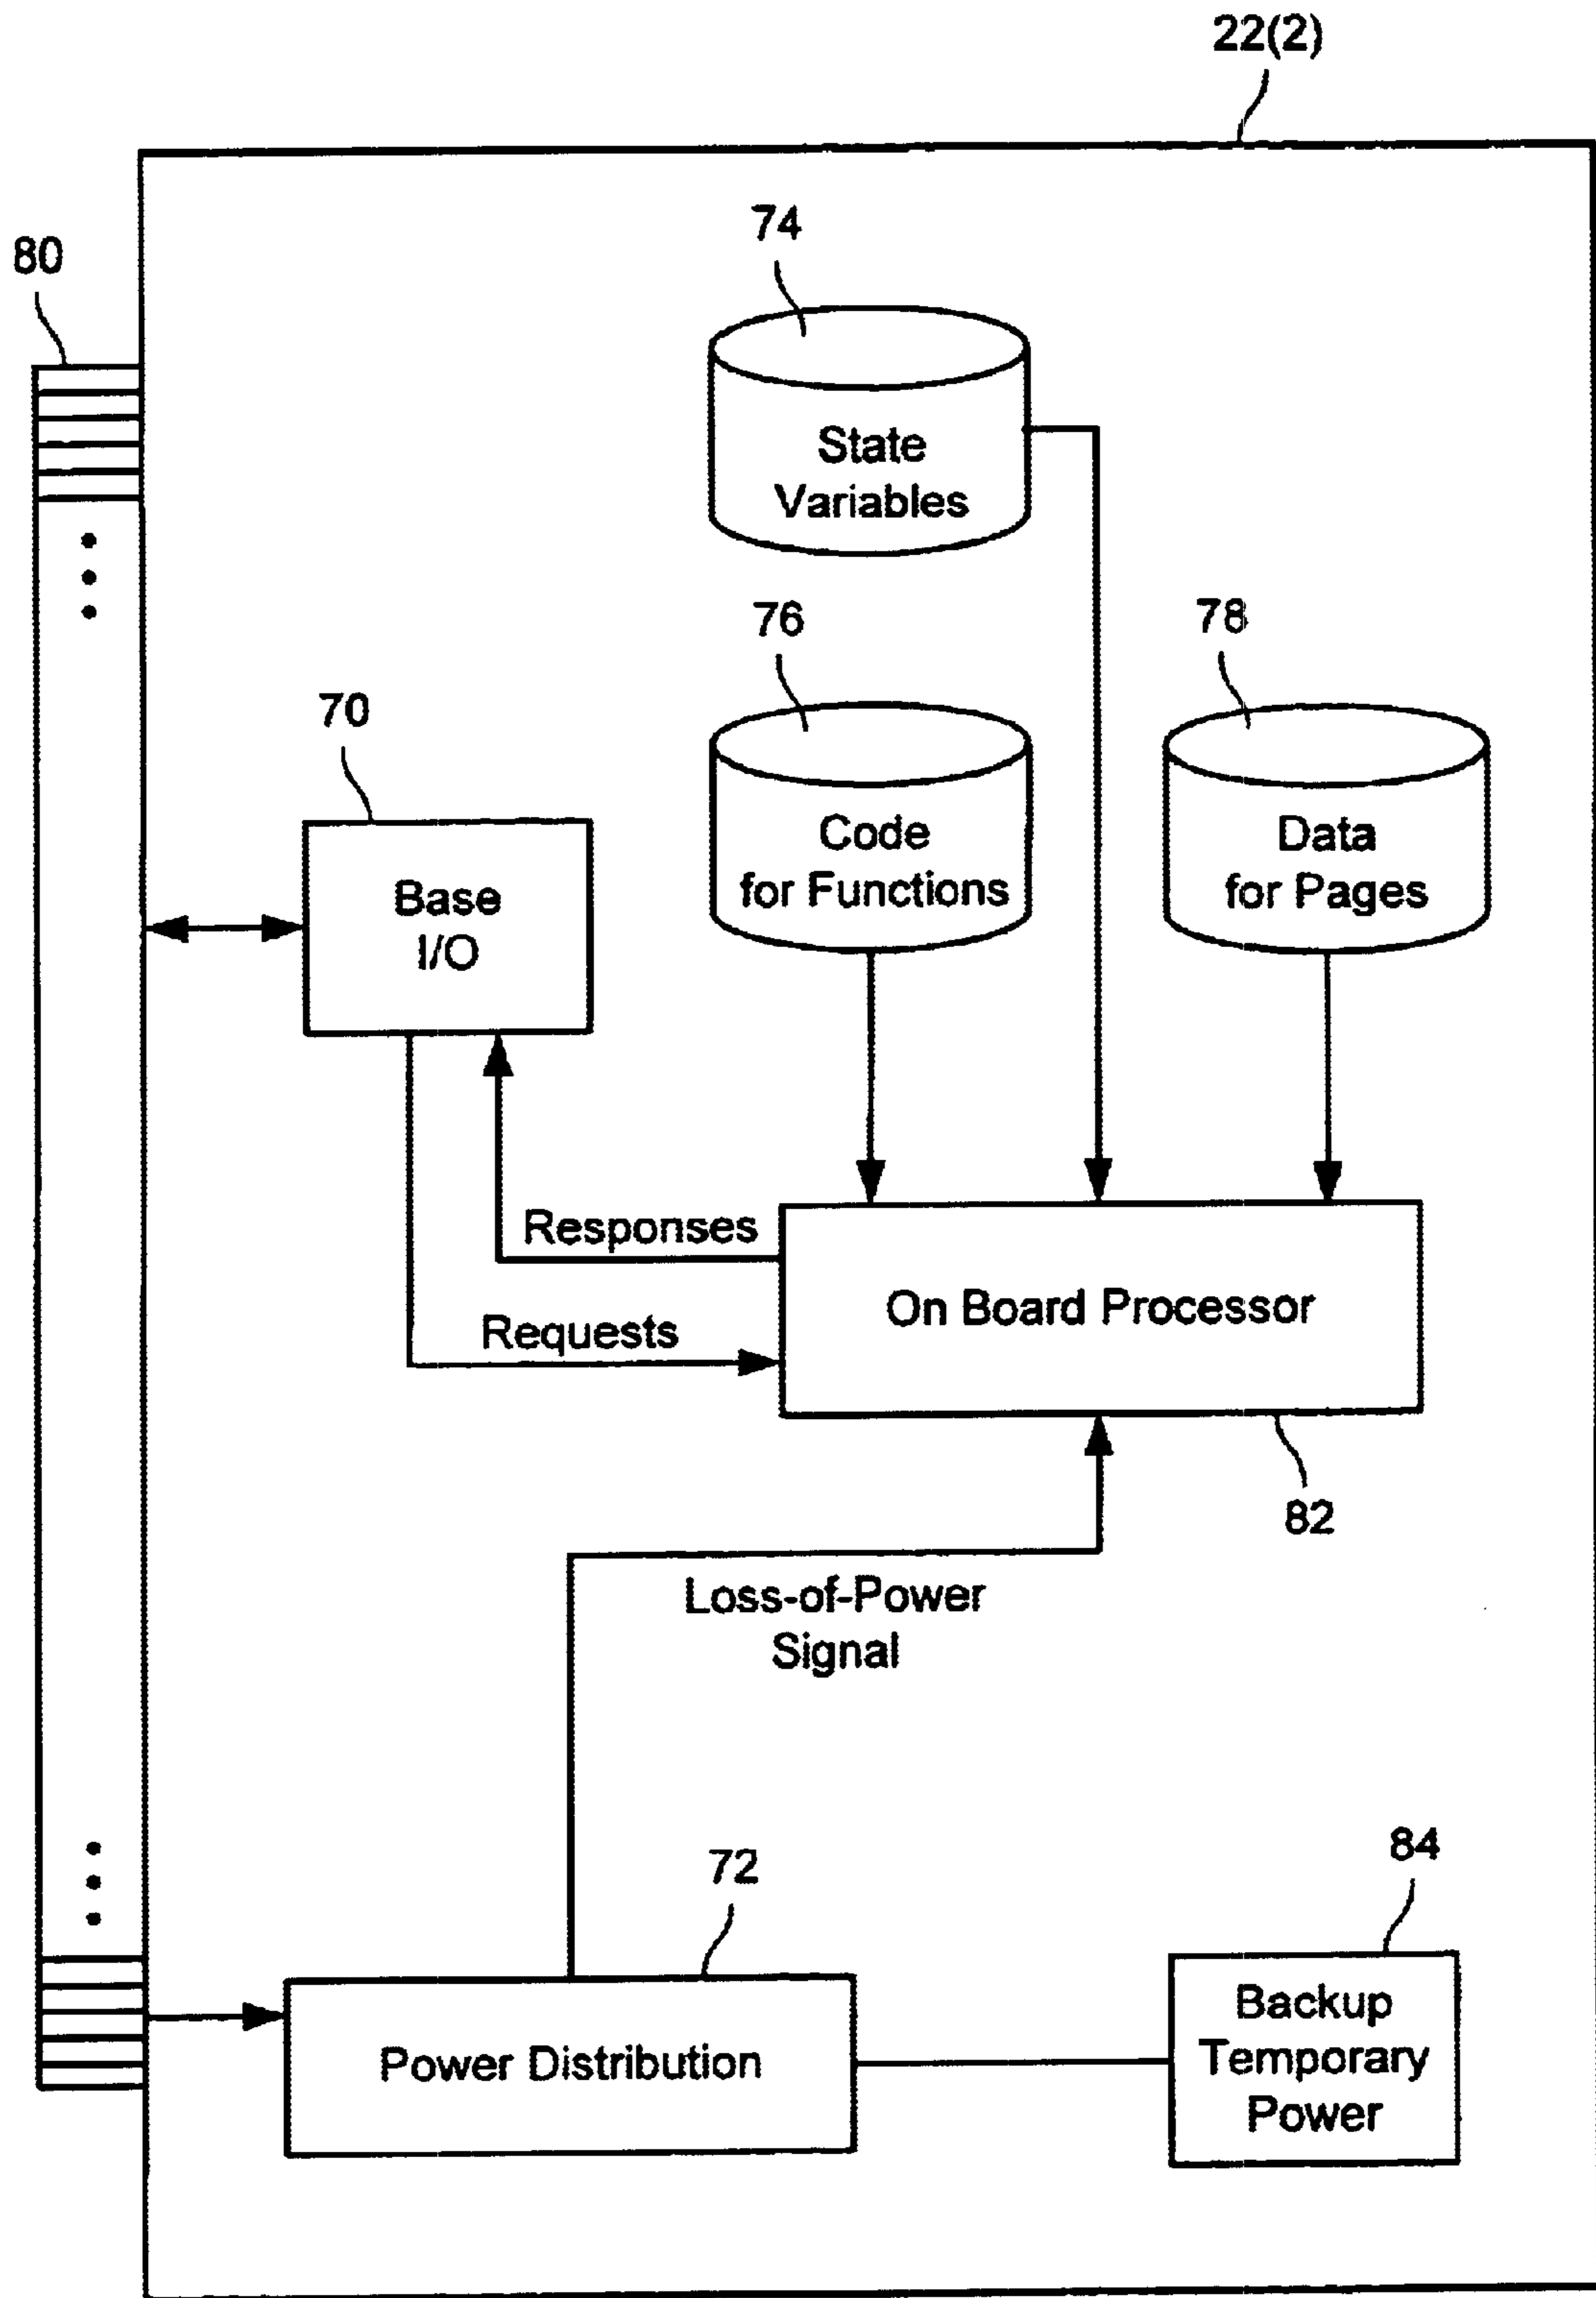 22(2)
80
74
State
Variables
76
78
70
Code
for Functions
Data
for Pages
Base
I/O
Responses
On Board Processor
Requests
82
Loss-of-Power
Signal
72
84
Power Distribution
Backup
Temporary
Power